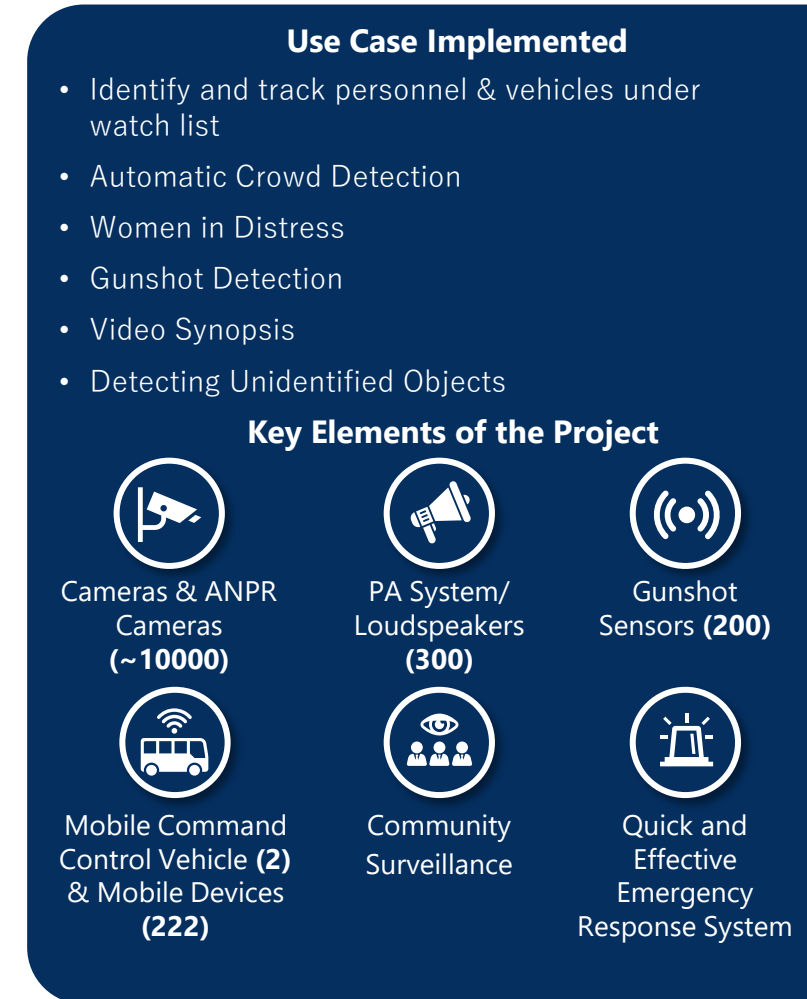 Use Case Implemented
• Identify and track personnel & vehicles under
watch list
• Automatic Crowd Detection
• Women in Distress
• Gunshot Detection
• Video Synopsis
• Detecting Unidentified Objects
Key Elements of the Project
Cameras & ANPR
Cameras
(~10000)
PA System/
Loudspeakers
(300)
Gunshot
Sensors (200)
Mobile Command
Control Vehicle (2)
& Mobile Devices
(222)
Community
Surveillance
Quick and
Effective
Emergency
Response System